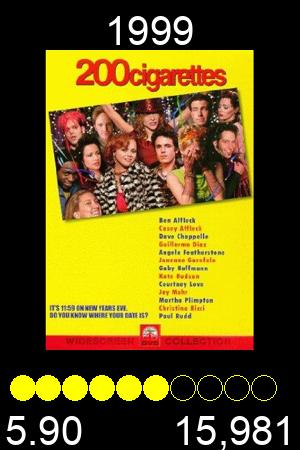 1999
200cigarettes
Ben Affleck
Casey Affleck
Dave Chappelle
Guillermo Diaz
Angela Featherstone
Janeane Garofalo
Gaby Hoffmann
Kate Hudson
Courtney Love
Jay Mohr
Martha Plimpton
Christina Ricci
Paul Rudd
IT'S 11:59 ON NEW YEARS EVE.
DO YOU KNOW WHERE YOUR DATE IS?
WIDESCREEN DVD COLLECTION
5.90
15,981